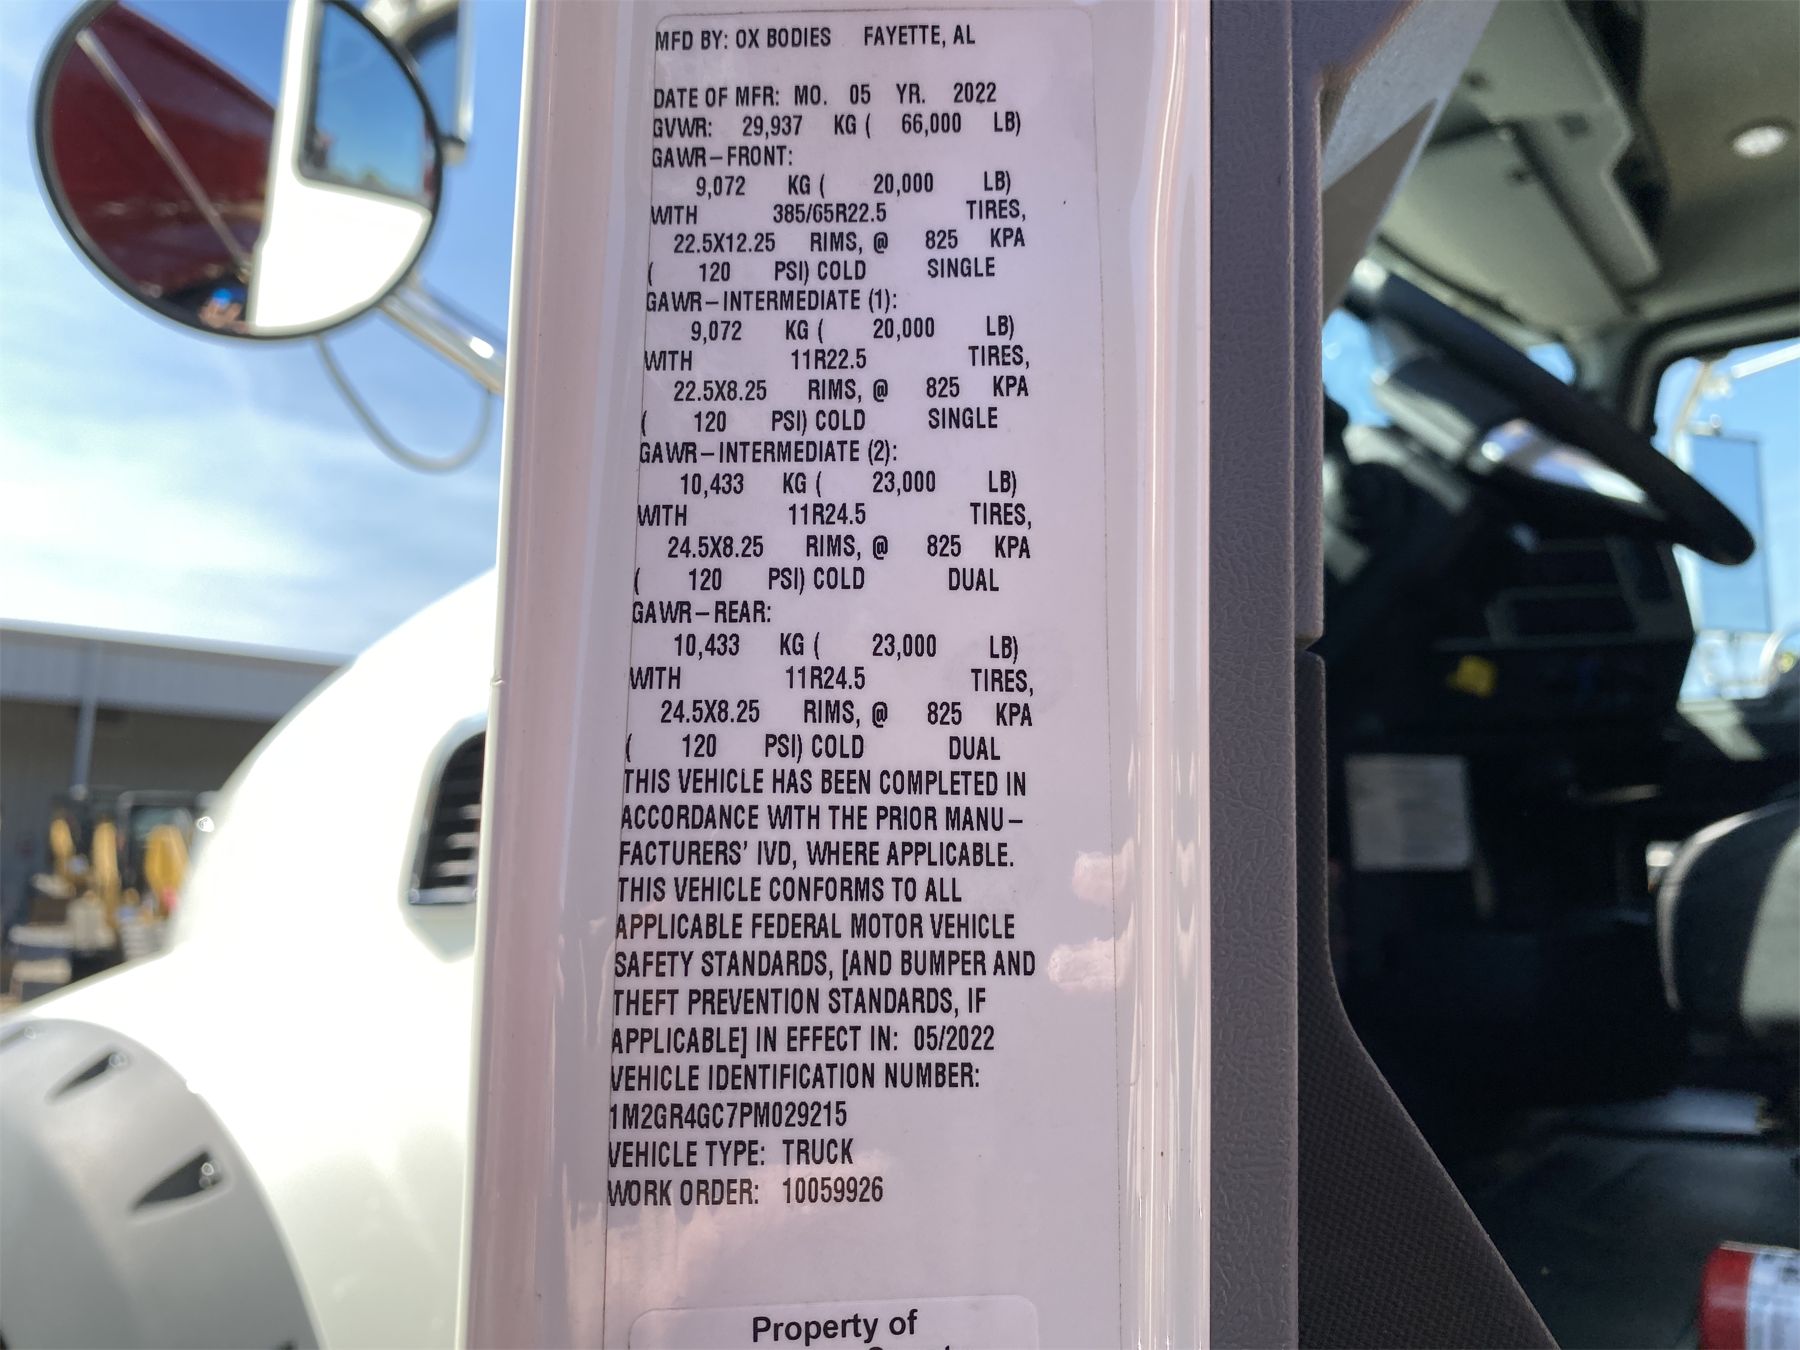 MFD BY: OX BODIES FAYETTE, AL
DATE OF MFR: MO. 05 YR. 2022
GVWR: 29,937 KG ( 66,000 LB)
GAWR-FRONT:
9,072 KG ( 20,000 LB)
WITH 385/65R22.5 TIRES,
22.5X12.25 RIMS, @ 825 KPA
( 120 PSI) COLD SINGLE
GAWR-INTERMEDIATE (1):
9,072 KG ( 20,000 LB)
WITH 11R22.5 TIRES,
22.5X8.25 RIMS, @ 825 KPA
( 120 PSI) COLD SINGLE
GAWR-INTERMEDIATE (2):
10,433 KG ( 23,000 LB)
WITH 11R24.5 TIRES,
24.5X8.25 RIMS, @ 825 KPA
( 120 PSI) COLD DUAL
GAWR-REAR:
10,433 KG ( 23,000 LB)
WITH 11R24.5 TIRES,
24.5X8.25 RIMS, @ 825 KPA
( 120 PSI) COLD DUAL
THIS VEHICLE HAS BEEN COMPLETED IN
ACCORDANCE WITH THE PRIOR MANU-
FACTURERS' IVD, WHERE APPLICABLE.
THIS VEHICLE CONFORMS TO ALL
APPLICABLE FEDERAL MOTOR VEHICLE
SAFETY STANDARDS, [AND BUMPER AND
THEFT PREVENTION STANDARDS, IF
APPLICABLE] IN EFFECT IN: 05/2022
VEHICLE IDENTIFICATION NUMBER:
1M2GR4GC7PM029215
VEHICLE TYPE: TRUCK
WORK ORDER: 10059926
Property of